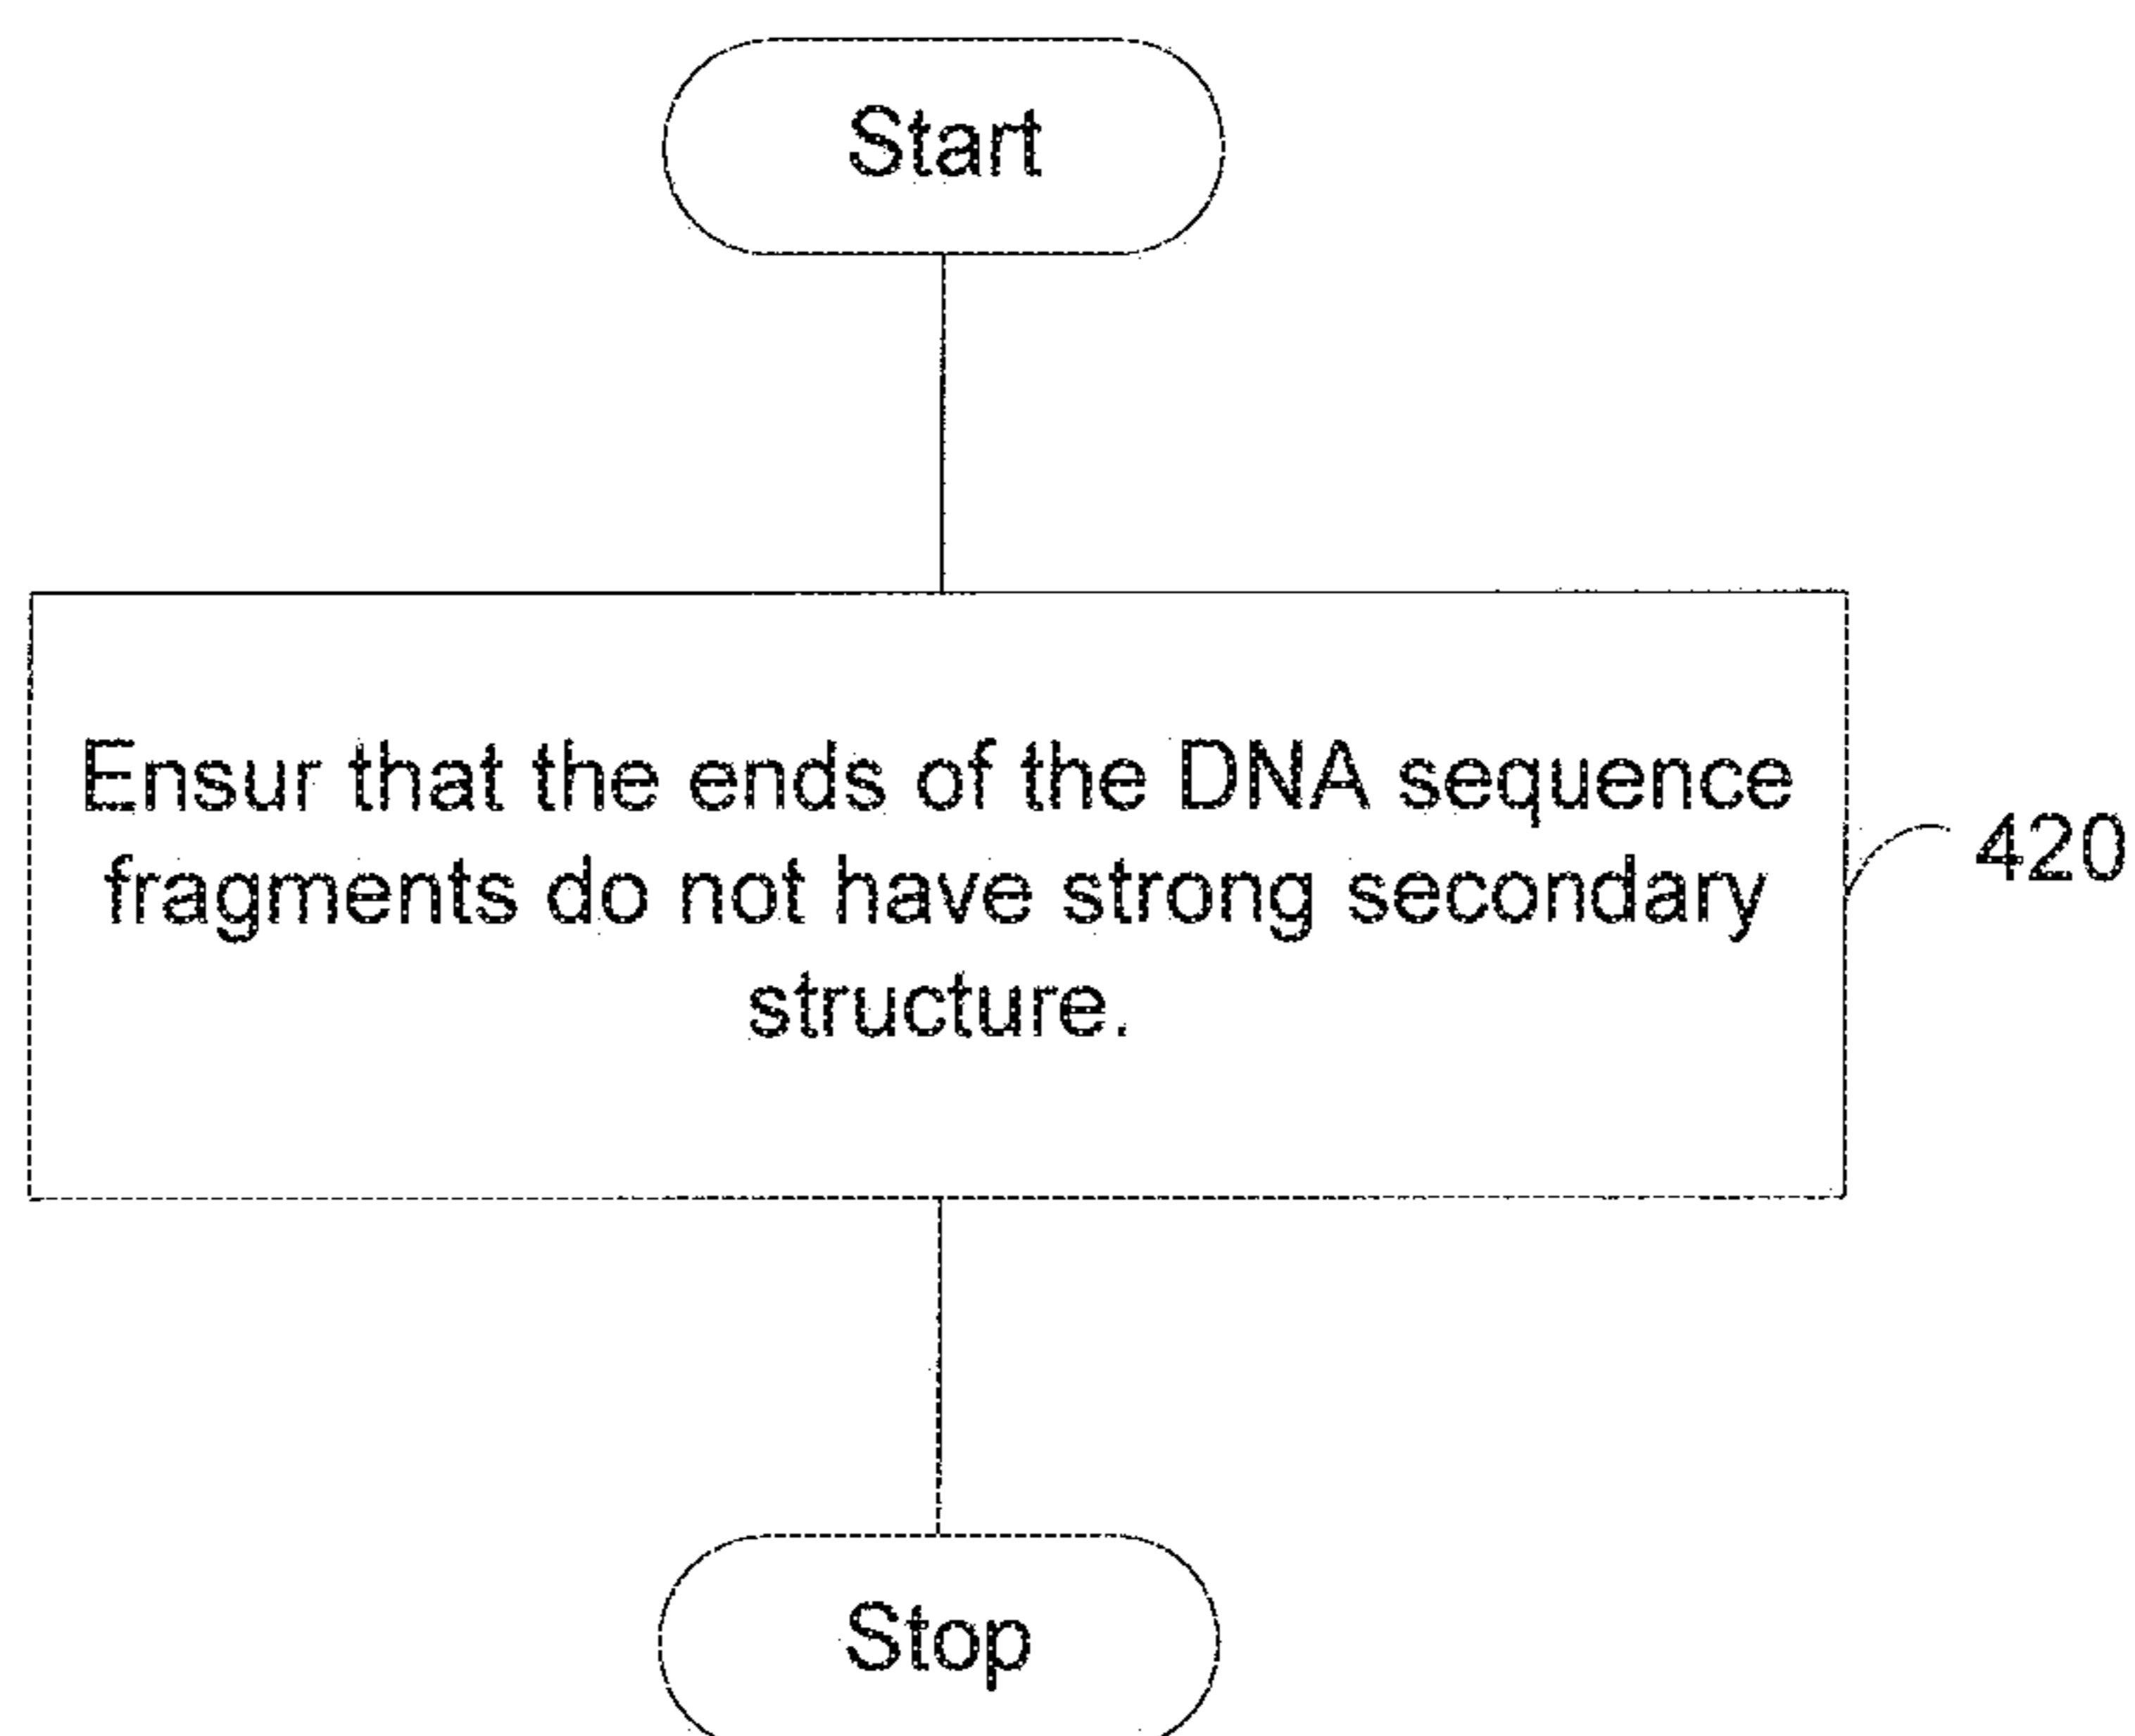 Start
Ensur that the ends of the DNA sequence
fragments do not have strong secondary
structure.
420
Stop